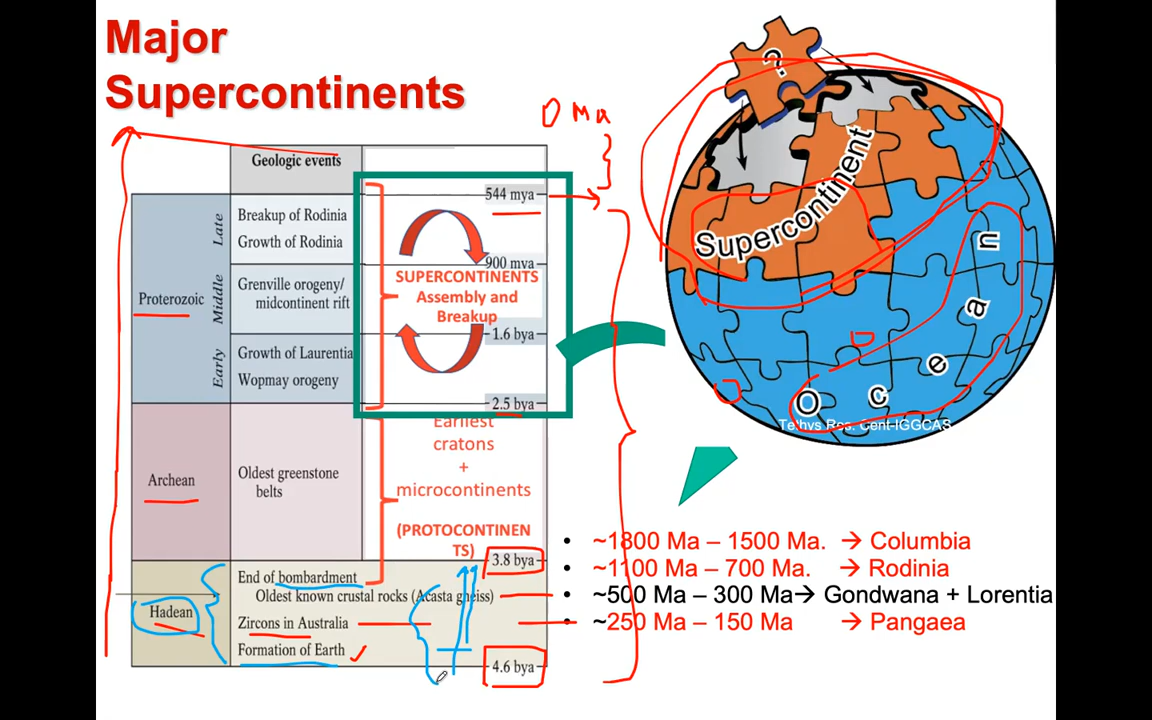 Major
Supercontinents
0 Ma
?
Supercontinent
Ocean
Tethys Res. Cent-IGGCAS
Geologic events
544 mya
Late
Breakup of Rodinia
Growth of Rodinia
900 mya
SUPERCONTINENTS
Assembly and
Breakup
Proterozoic
Middle
Grenville orogeny/
midcontinent rift
1.6 bya
Early
Growth of Laurentia
Wopmay orogeny
2.5 bya
Earliest
cratons
+
microcontinents
(PROTOCONTINEN
TS)
Archean
Oldest greenstone
belts
3.8 bya
Hadean
End of bombardment
Oldest known crustal rocks (Acasta gneiss)
Zircons in Australia
Formation of Earth
4.6 bya
• ~1800 Ma – 1500 Ma. → Columbia
• ~1100 Ma – 700 Ma. → Rodinia
• ~500 Ma – 300 Ma→ Gondwana + Lorentia
• ~250 Ma – 150 Ma → Pangaea